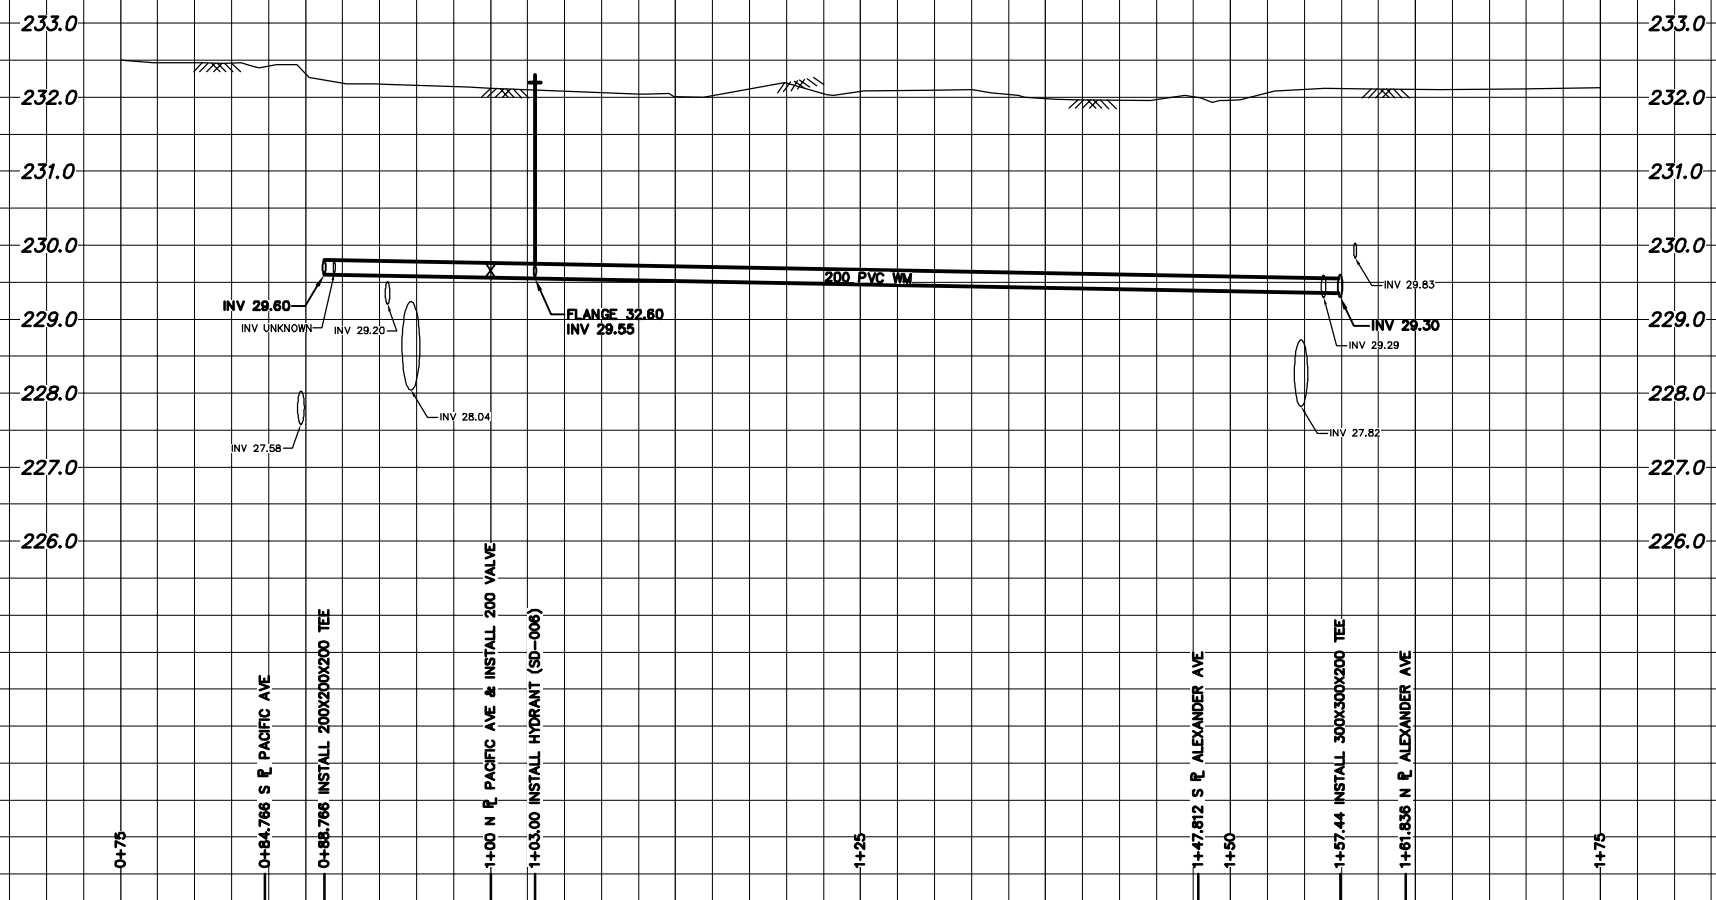 233.0
233.0
232.0
232.0
231.0
231.0
230.0
230.0
200 PVC WM
INV 29.83
INV 29.60
FLANGE 32.60
INV 29.55
INV UNKNOWN
INV 29.20
229.0
229.0
INV 29.30
INV 29.29
228.0
228.0
INV 28.04
INV 27.82
INV 27.58
227.0
227.0
226.0
226.0
0+75
0+84.766 S PL PACIFIC AVE
0+88.766 INSTALL 200X200X200 TEE
1+00 N PL PACIFIC AVE & INSTALL 200 VALVE
1+03.00 INSTALL HYDRANT (SD-006)
1+25
1+47.812 S PL ALEXANDER AVE
1+50
1+57.44 INSTALL 300X300X200 TEE
1+61.836 N PL ALEXANDER AVE
1+75